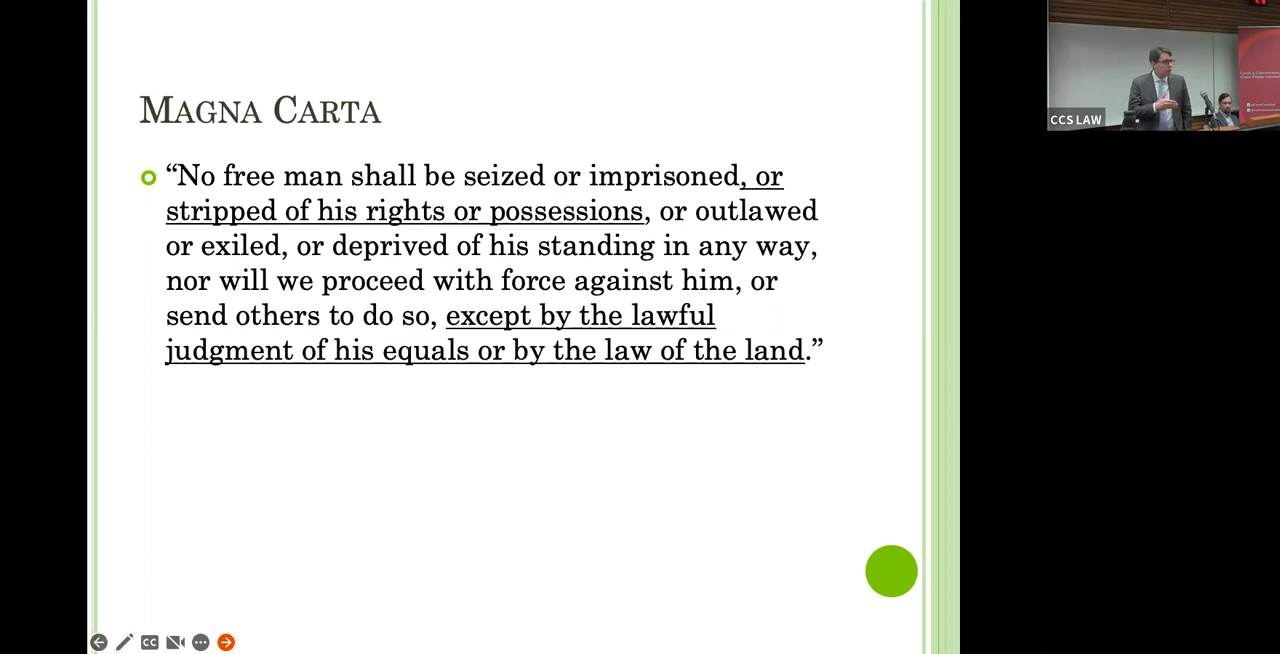 MAGNA CARTA
“No free man shall be seized or imprisoned, or
stripped of his rights or possessions, or outlawed
or exiled, or deprived of his standing in any way,
nor will we proceed with force against him, or
send others to do so, except by the lawful
judgment of his equals or by the law of the land.”
CC
CCS LAW